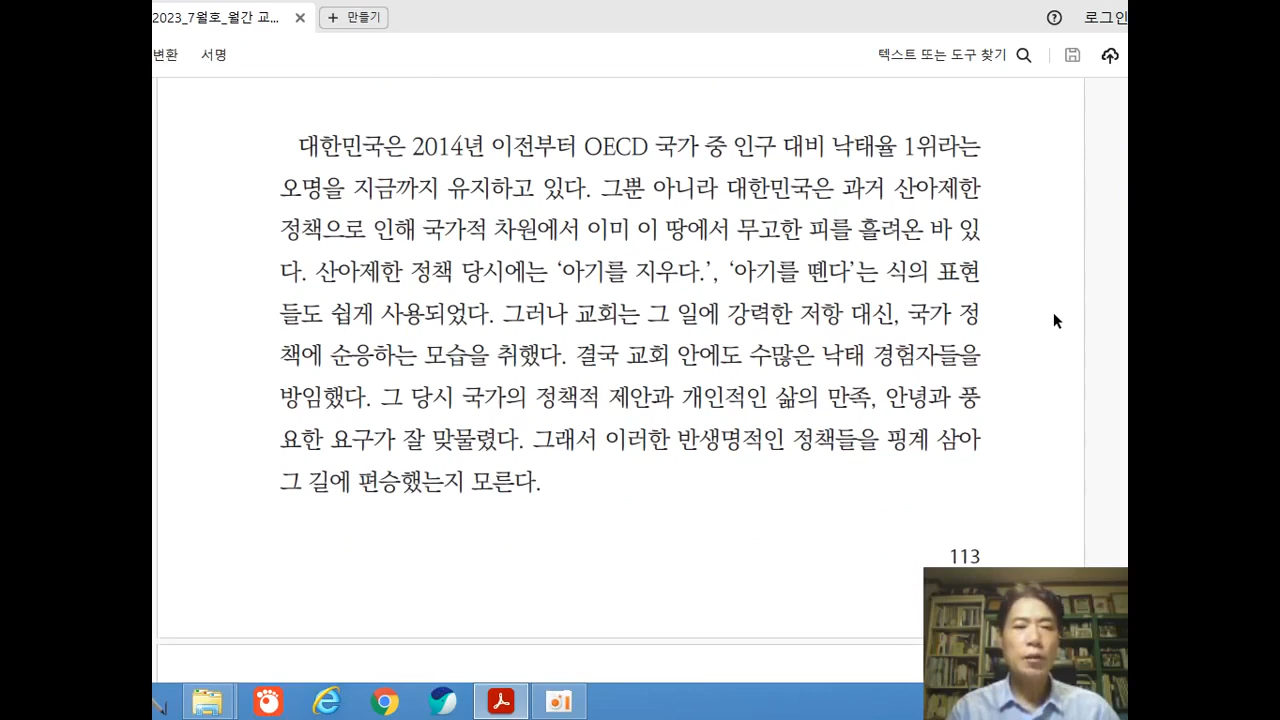 2023_7월호_월간 교...
만들기
로그인
변환
서명
텍스트 또는 도구 찾기
대한민국은 2014년 이전부터 OECD 국가 중 인구 대비 낙태율 1위라는
오명을 지금까지 유지하고 있다. 그뿐 아니라 대한민국은 과거 산아제한
정책으로 인해 국가적 차원에서 이미 이 땅에서 무고한 피를 흘려온 바 있
다. 산아제한 정책 당시에는 ‘아기를 지우다.’, ‘아기를 뗀다’는 식의 표현
들도 쉽게 사용되었다. 그러나 교회는 그 일에 강력한 저항 대신, 국가 정
책에 순응하는 모습을 취했다. 결국 교회 안에도 수많은 낙태 경험자들을
방임했다. 그 당시 국가의 정책적 제안과 개인적인 삶의 만족, 안녕과 풍
요한 요구가 잘 맞물렸다. 그래서 이러한 반생명적인 정책들을 핑계 삼아
그 길에 편승했는지 모른다.
113